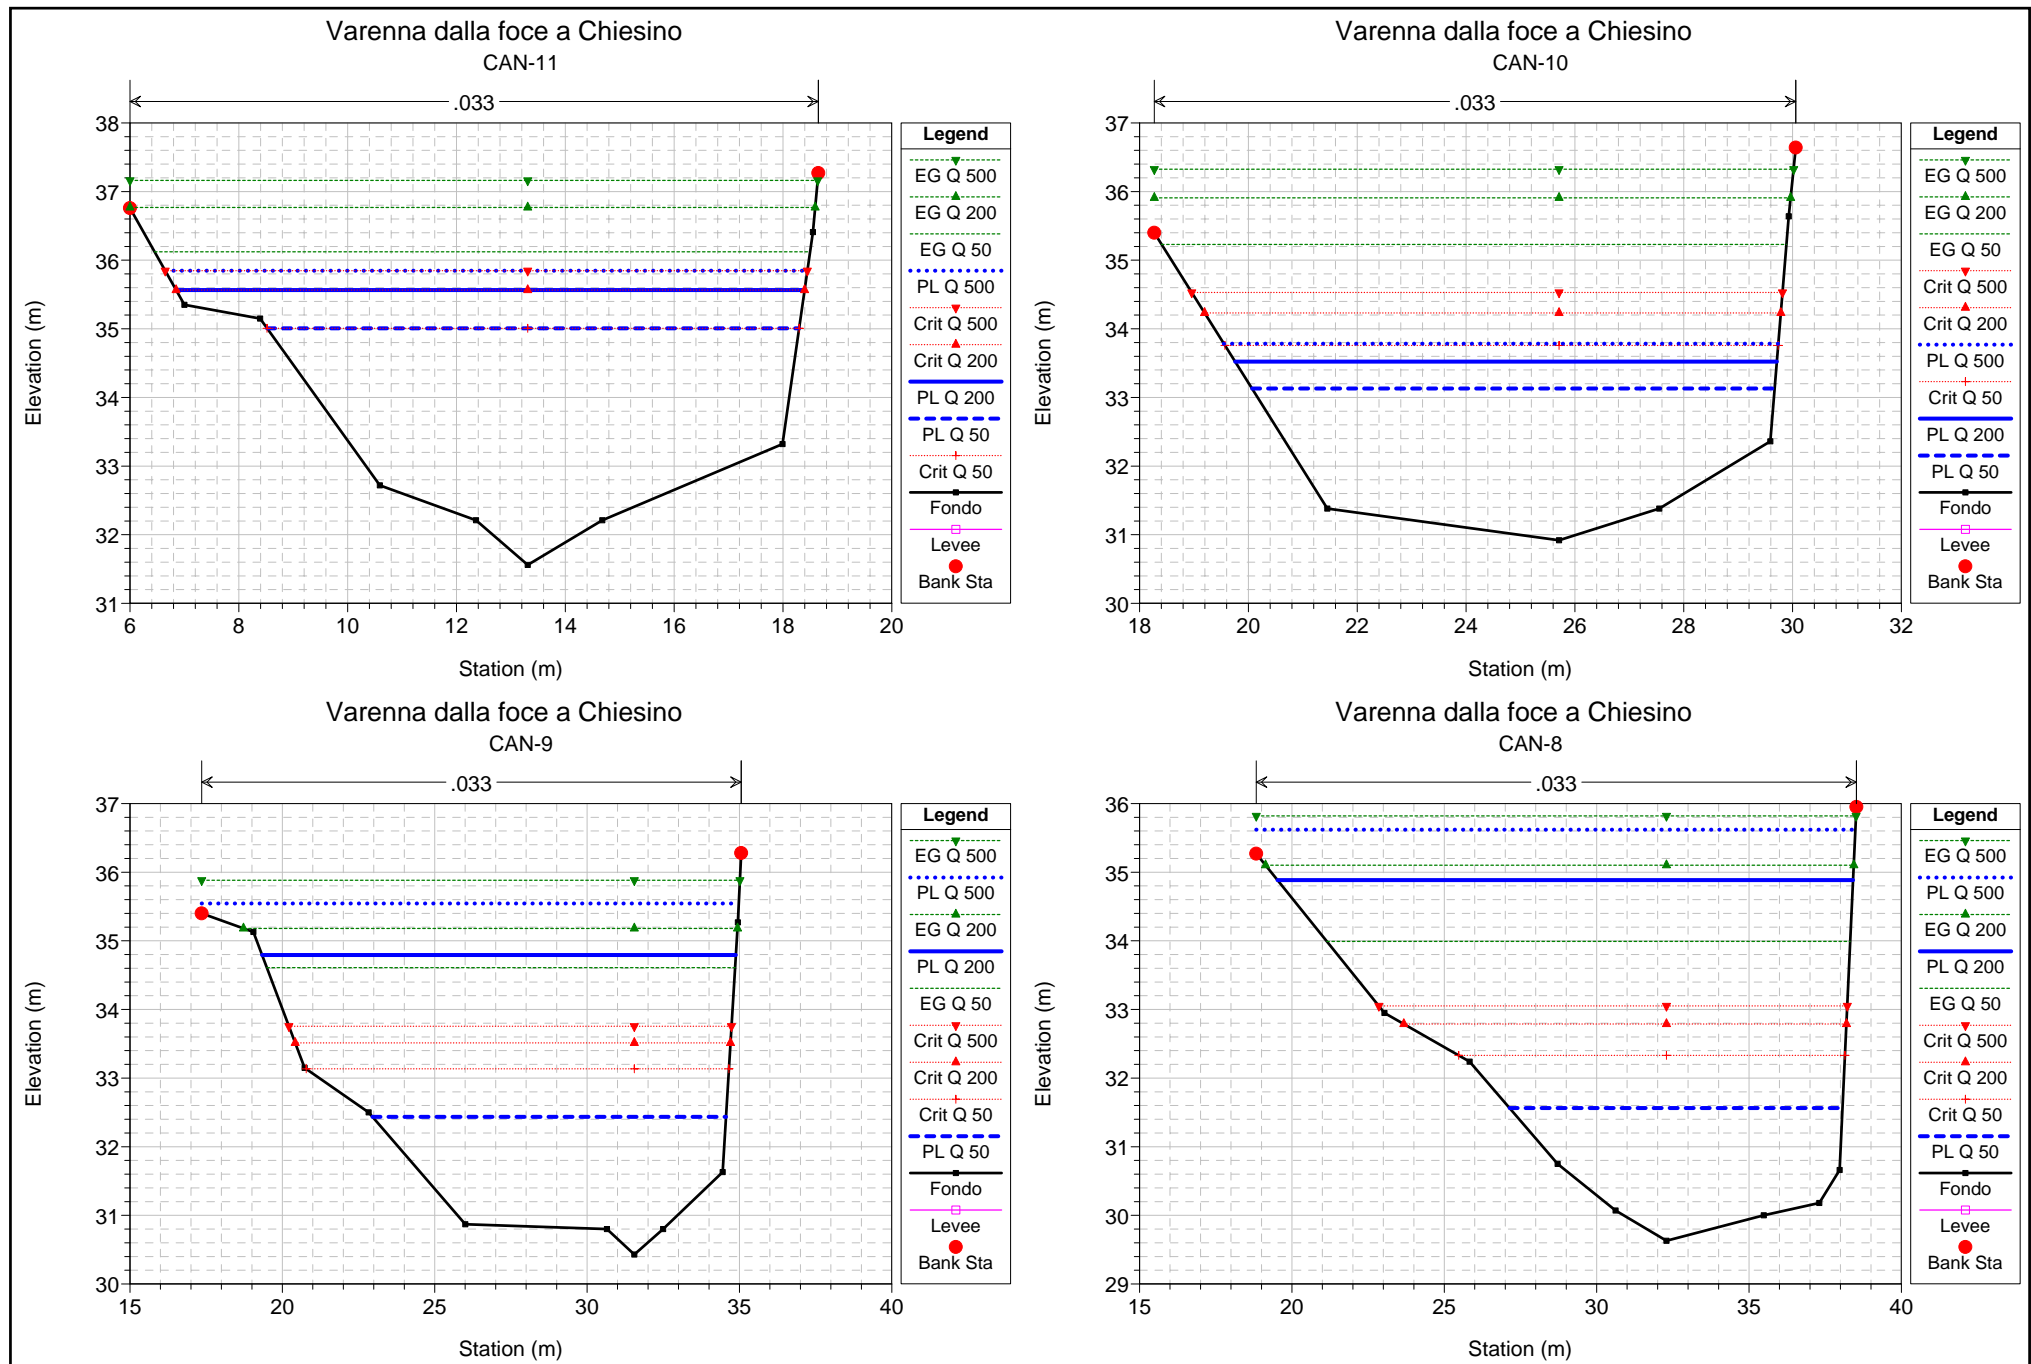 Varenna dalla foce a Chiesino
CAN-11
.033
38
37
36
35
34
33
32
31
6
8
10
12
14
16
18
20
Elevation (m)
Station (m)
Legend
EG Q 500
EG Q 200
EG Q 50
PL Q 500
Crit Q 500
Crit Q 200
PL Q 200
PL Q 50
Crit Q 50
Fondo
Levee
Bank Sta
Varenna dalla foce a Chiesino
CAN-10
.033
37
36
35
34
33
32
31
30
18
20
22
24
26
28
30
32
Elevation (m)
Station (m)
Legend
EG Q 500
EG Q 200
EG Q 50
Crit Q 500
Crit Q 200
PL Q 500
Crit Q 50
PL Q 200
PL Q 50
Fondo
Levee
Bank Sta
Varenna dalla foce a Chiesino
CAN-9
.033
37
36
35
34
33
32
31
30
15
20
25
30
35
40
Elevation (m)
Station (m)
Legend
EG Q 500
PL Q 500
EG Q 200
PL Q 200
EG Q 50
Crit Q 500
Crit Q 200
Crit Q 50
PL Q 50
Fondo
Levee
Bank Sta
Varenna dalla foce a Chiesino
CAN-8
.033
36
35
34
33
32
31
30
29
15
20
25
30
35
40
Elevation (m)
Station (m)
Legend
EG Q 500
PL Q 500
EG Q 200
PL Q 200
EG Q 50
Crit Q 500
Crit Q 200
Crit Q 50
PL Q 50
Fondo
Levee
Bank Sta